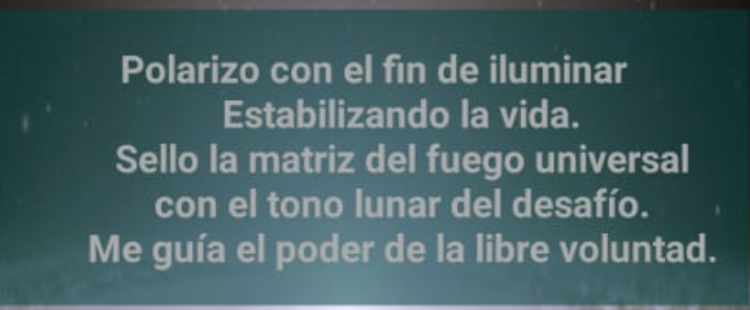 Polarizo con el fin de iluminar
Estabilizando la vida.
Sello la matriz del fuego universal
con el tono lunar del desafío.
Me guía el poder de la libre voluntad.